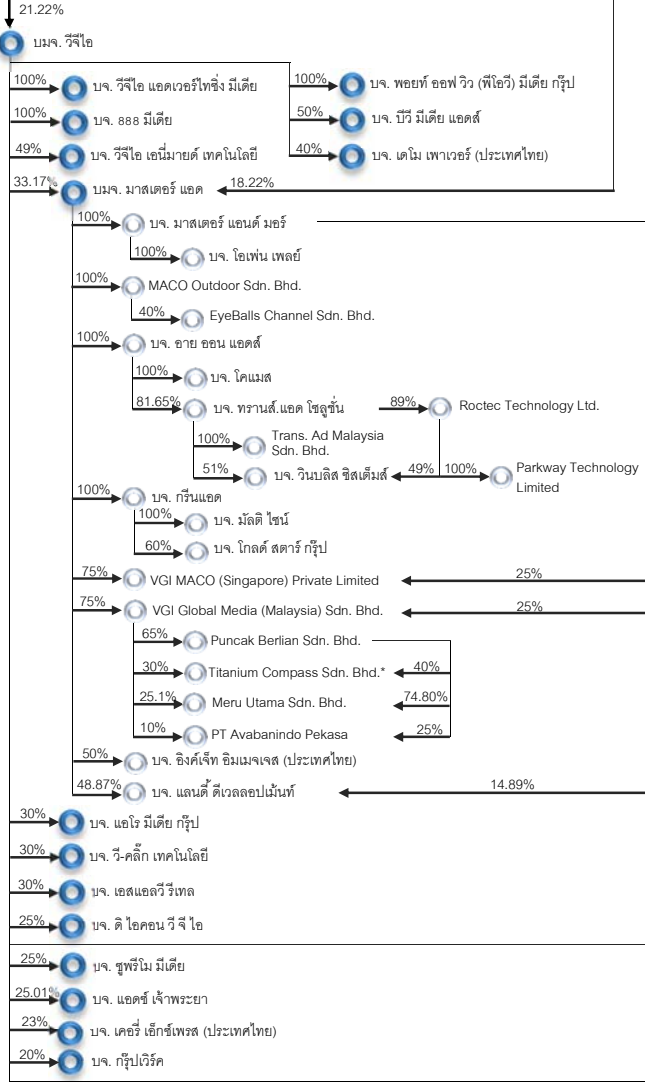 21.22%
บมจ. วีจีไอ
100% บจ. วีจีไอ แอดเวอร์ไทซิ่ง มีเดีย
100% บจ. พอยท์ ออฟ วิว (พีโอวี) มีเดีย กรุ๊ป
100% บจ. 888 มีเดีย
50% บจ. บีวี มีเดีย แอดส์
49% บจ. วีจีไอ เอนี่มายด์ เทคโนโลยี
40% บจ. เดโม เพาเวอร์ (ประเทศไทย)
33.17% บมจ. มาสเตอร์ แอด 18.22%
100% บจ. มาสเตอร์ แอนด์ มอร์
100% บจ. โอเพ่น เพลย์
100% MACO Outdoor Sdn. Bhd.
40% EyeBalls Channel Sdn. Bhd.
100% บจ. อาย ออน แอดส์
100% บจ. โคแมส
81.65% บจ. ทรานส์.แอด โซลูชั่น 89% Roctec Technology Ltd.
100% Trans. Ad Malaysia
Sdn. Bhd.
51% บจ. วินบลิส ซิสเต็มส์ 49% 100% Parkway Technology
Limited
100% บจ. กรีนแอด
100% บจ. มัลติ ไซน์
60% บจ. โกลด์ สตาร์ กรุ๊ป
75% VGI MACO (Singapore) Private Limited 25%
75% VGI Global Media (Malaysia) Sdn. Bhd. 25%
65% Puncak Berlian Sdn. Bhd.
30% Titanium Compass Sdn. Bhd.* 40%
25.1% Meru Utama Sdn. Bhd. 74.80%
10% PT Avabanindo Pekasa 25%
50% บจ. อิงค์เจ็ท อิมเมจเจส (ประเทศไทย)
48.87% บจ. แลนดี้ ดีเวลลอปเม้นท์ 14.89%
30% บจ. แอโร มีเดีย กรุ๊ป
30% บจ. วี-คลิ๊ก เทคโนโลยี
30% บจ. เอสแอลวี รีเทล
25% บจ. ดิ ไอคอน วี จี ไอ
25% บจ. ซูพรีโม มีเดีย
25.01% บจ. แอดซ์ เจ้าพระยา
23% บจ. เคอรี่ เอ็กซ์เพรส (ประเทศไทย)
20% บจ. กรุ๊ปเวิร์ค